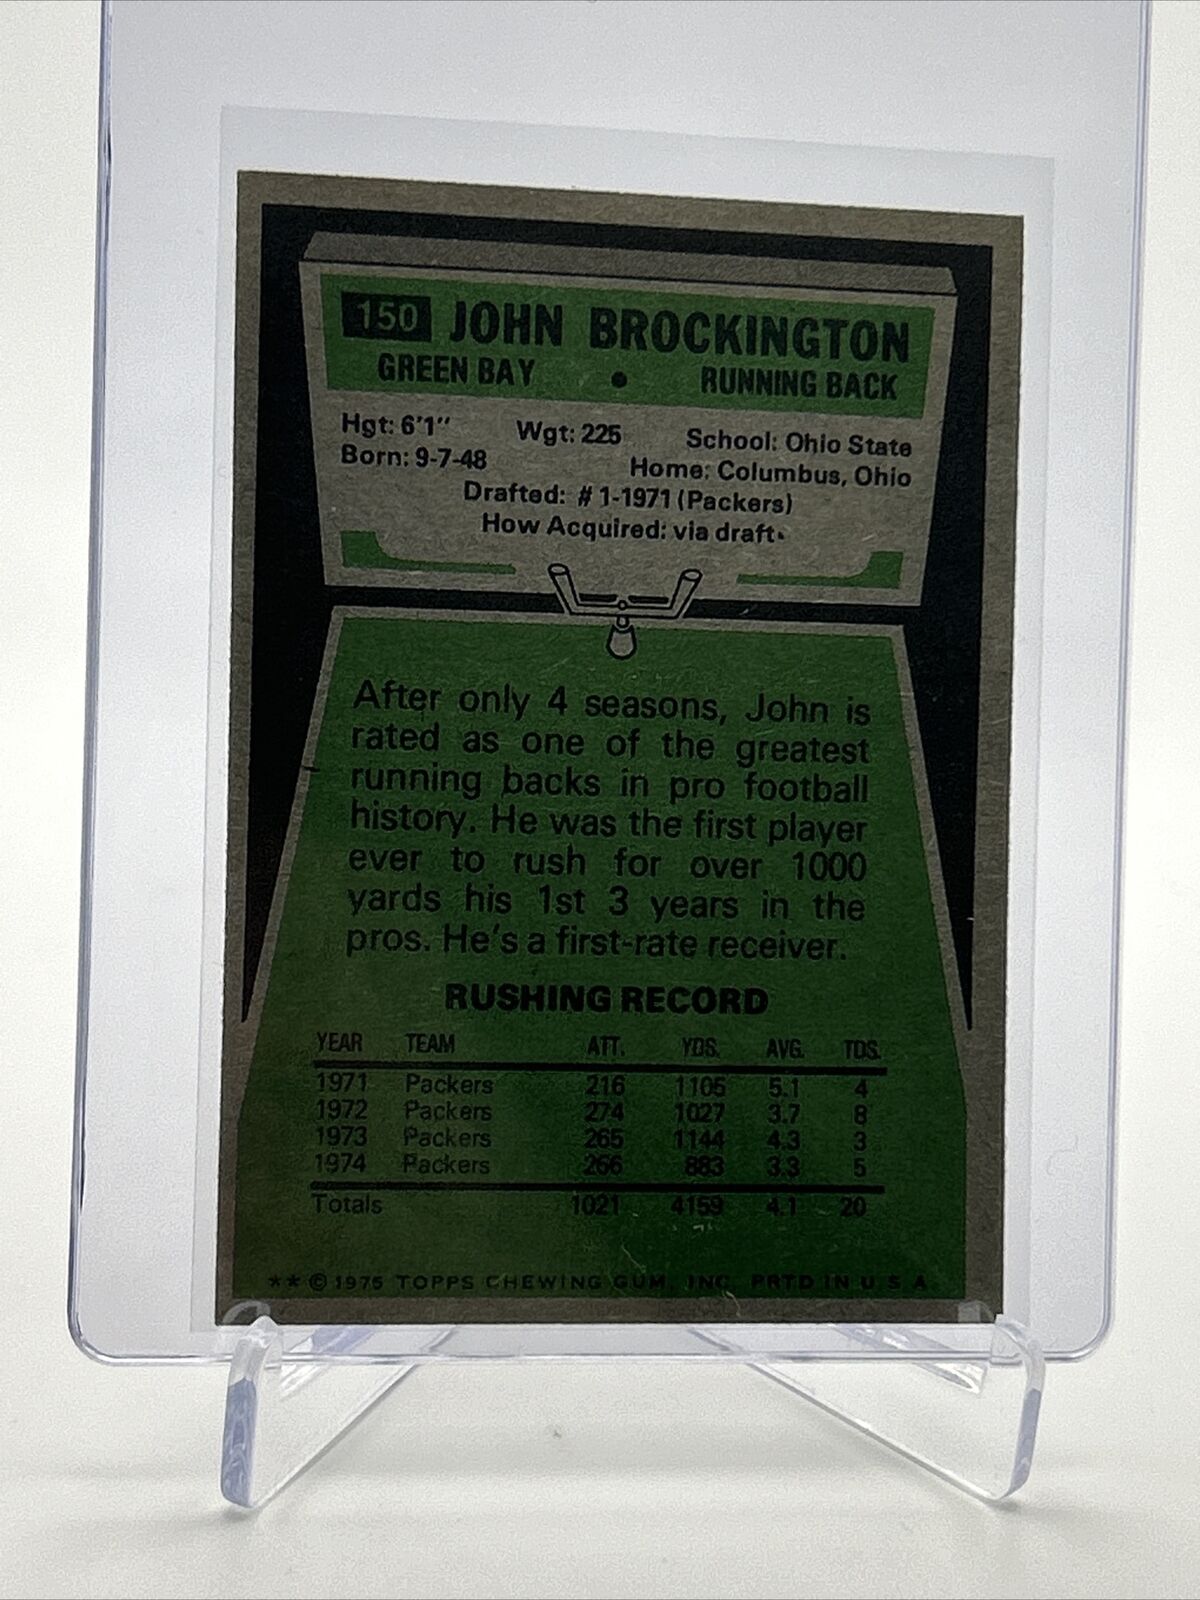 150 JOHN BROCKINGTON
GREEN BAY • RUNNING BACK
Hgt: 6'1" Wgt: 225 School: Ohio State
Born: 9-7-48 Home: Columbus, Ohio
Drafted: #1-1971 (Packers)
How Acquired: via draft.
After only 4 seasons, John is
rated as one of the greatest
running backs in pro football
history. He was the first player
ever to rush for over 1000
yards his 1st 3 years in the
pros. He's a first-rate receiver.
RUSHING RECORD
YEAR TEAM ATT. YDS. AVG. TDS.
1971 Packers 216 1105 5.1 4
1972 Packers 274 1027 3.7 8
1973 Packers 265 1144 4.3 3
1974 Packers 266 883 3.3 5
Totals 1021 4159 4.1 20
** © 1975 TOPPS CHEWING GUM, INC. PRTD IN U S A